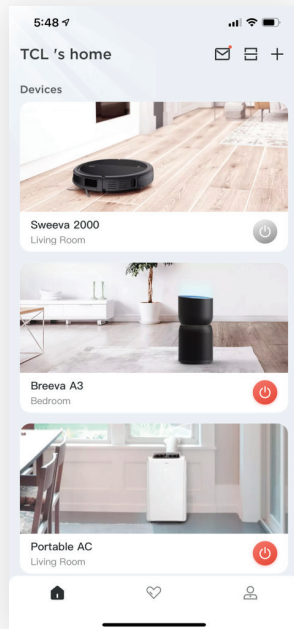 5:48
TCL 's home
Devices
Sweeva 2000
Living Room
Breeva A3
Bedroom
Portable AC
Living Room